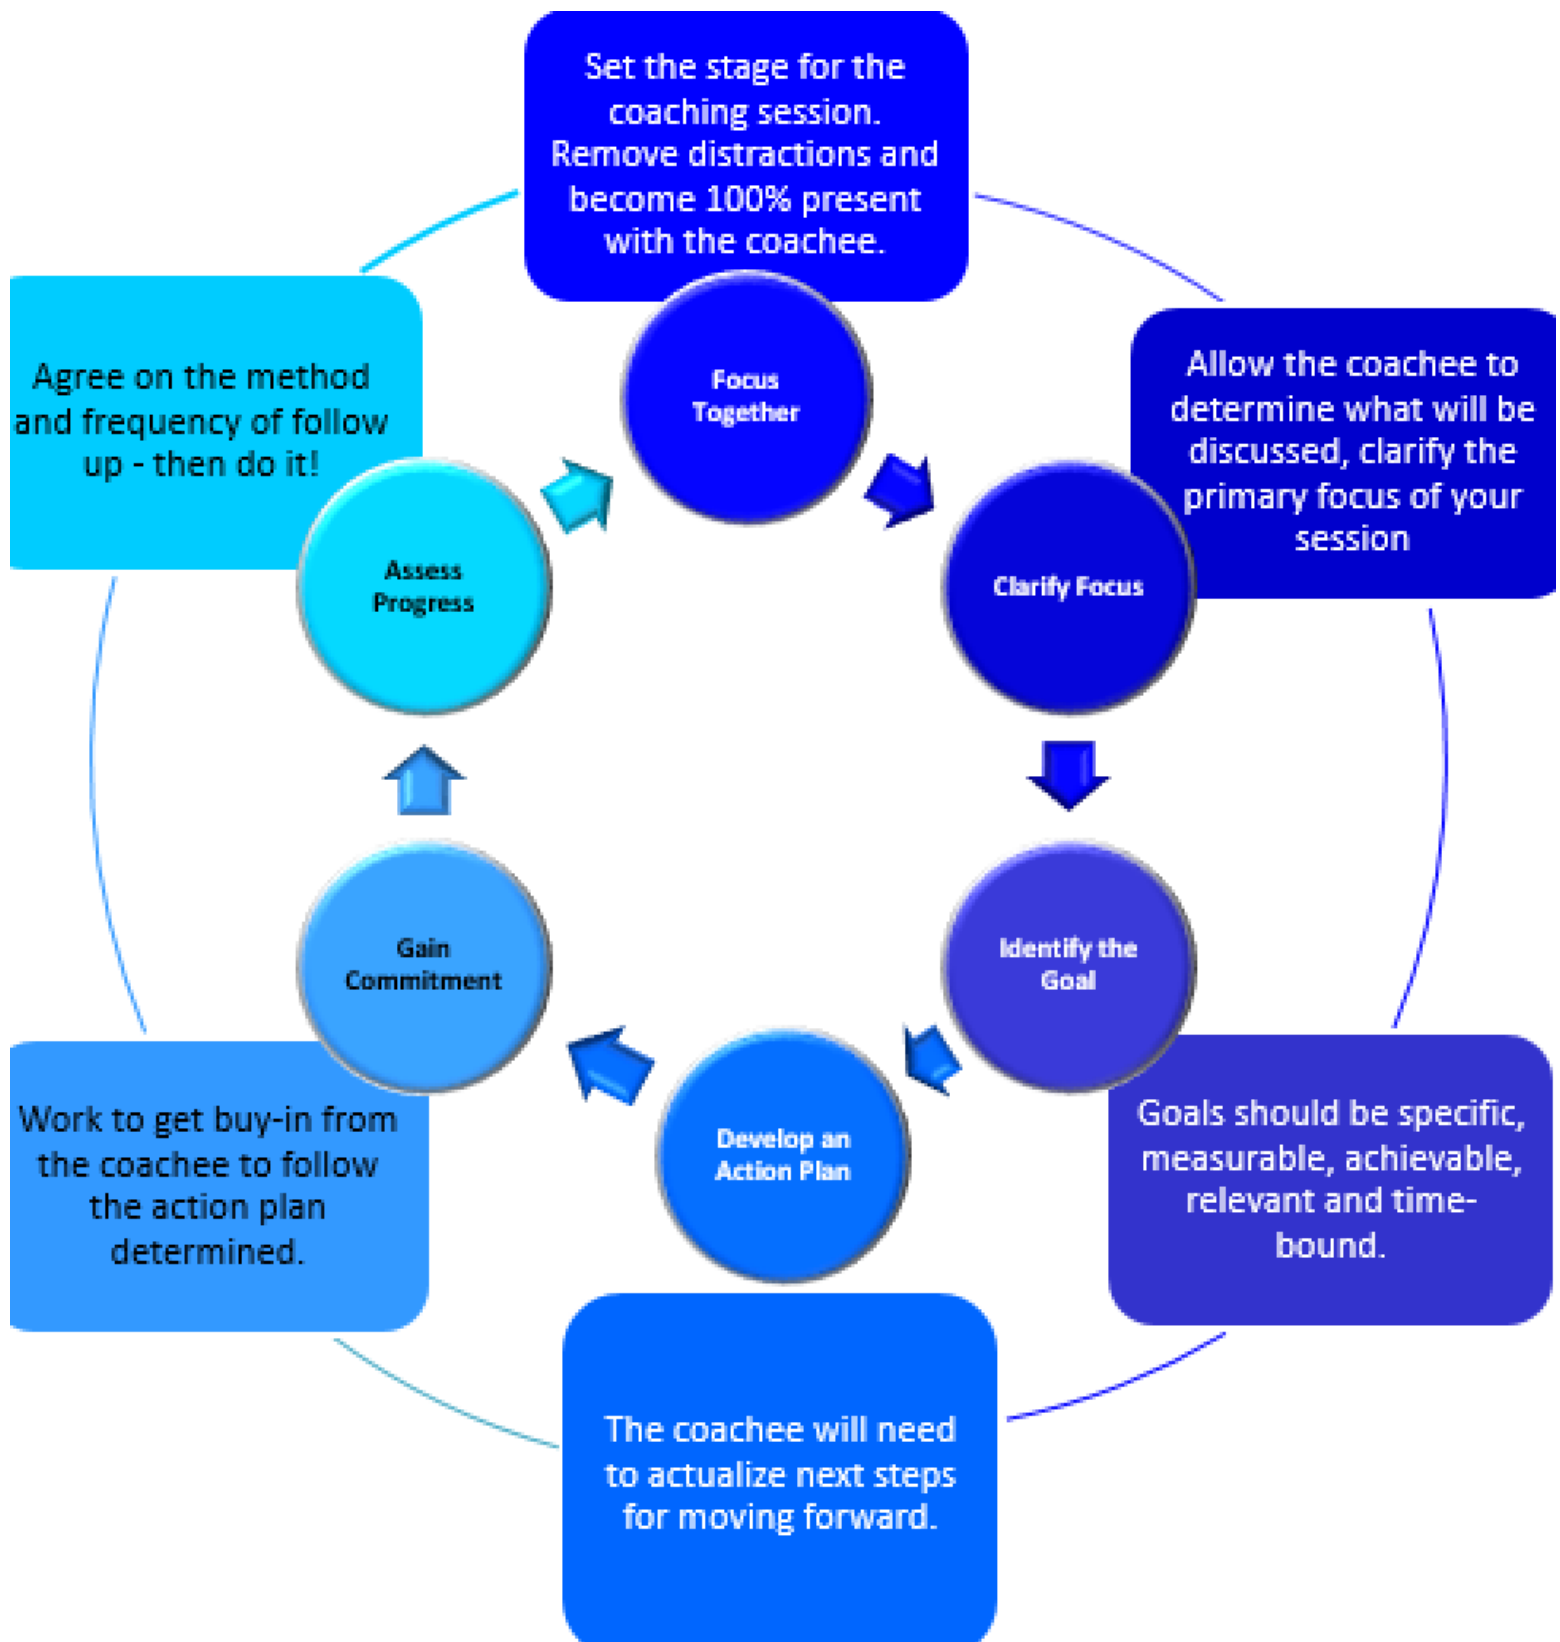 Set the stage for the
coaching session.
Remove distractions and
become 100% present
with the coachee.
Focus
Together
Allow the coachee to
determine what will be
discussed, clarify the
primary focus of your
session
Clarify Focus
Identify the
Goal
Goals should be specific,
measurable, achievable,
relevant and time-
bound.
Develop an
Action Plan
The coachee will need
to actualize next steps
for moving forward.
Gain
Commitment
Work to get buy-in from
the coachee to follow
the action plan
determined.
Agree on the method
and frequency of follow
up - then do it!
Assess
Progress